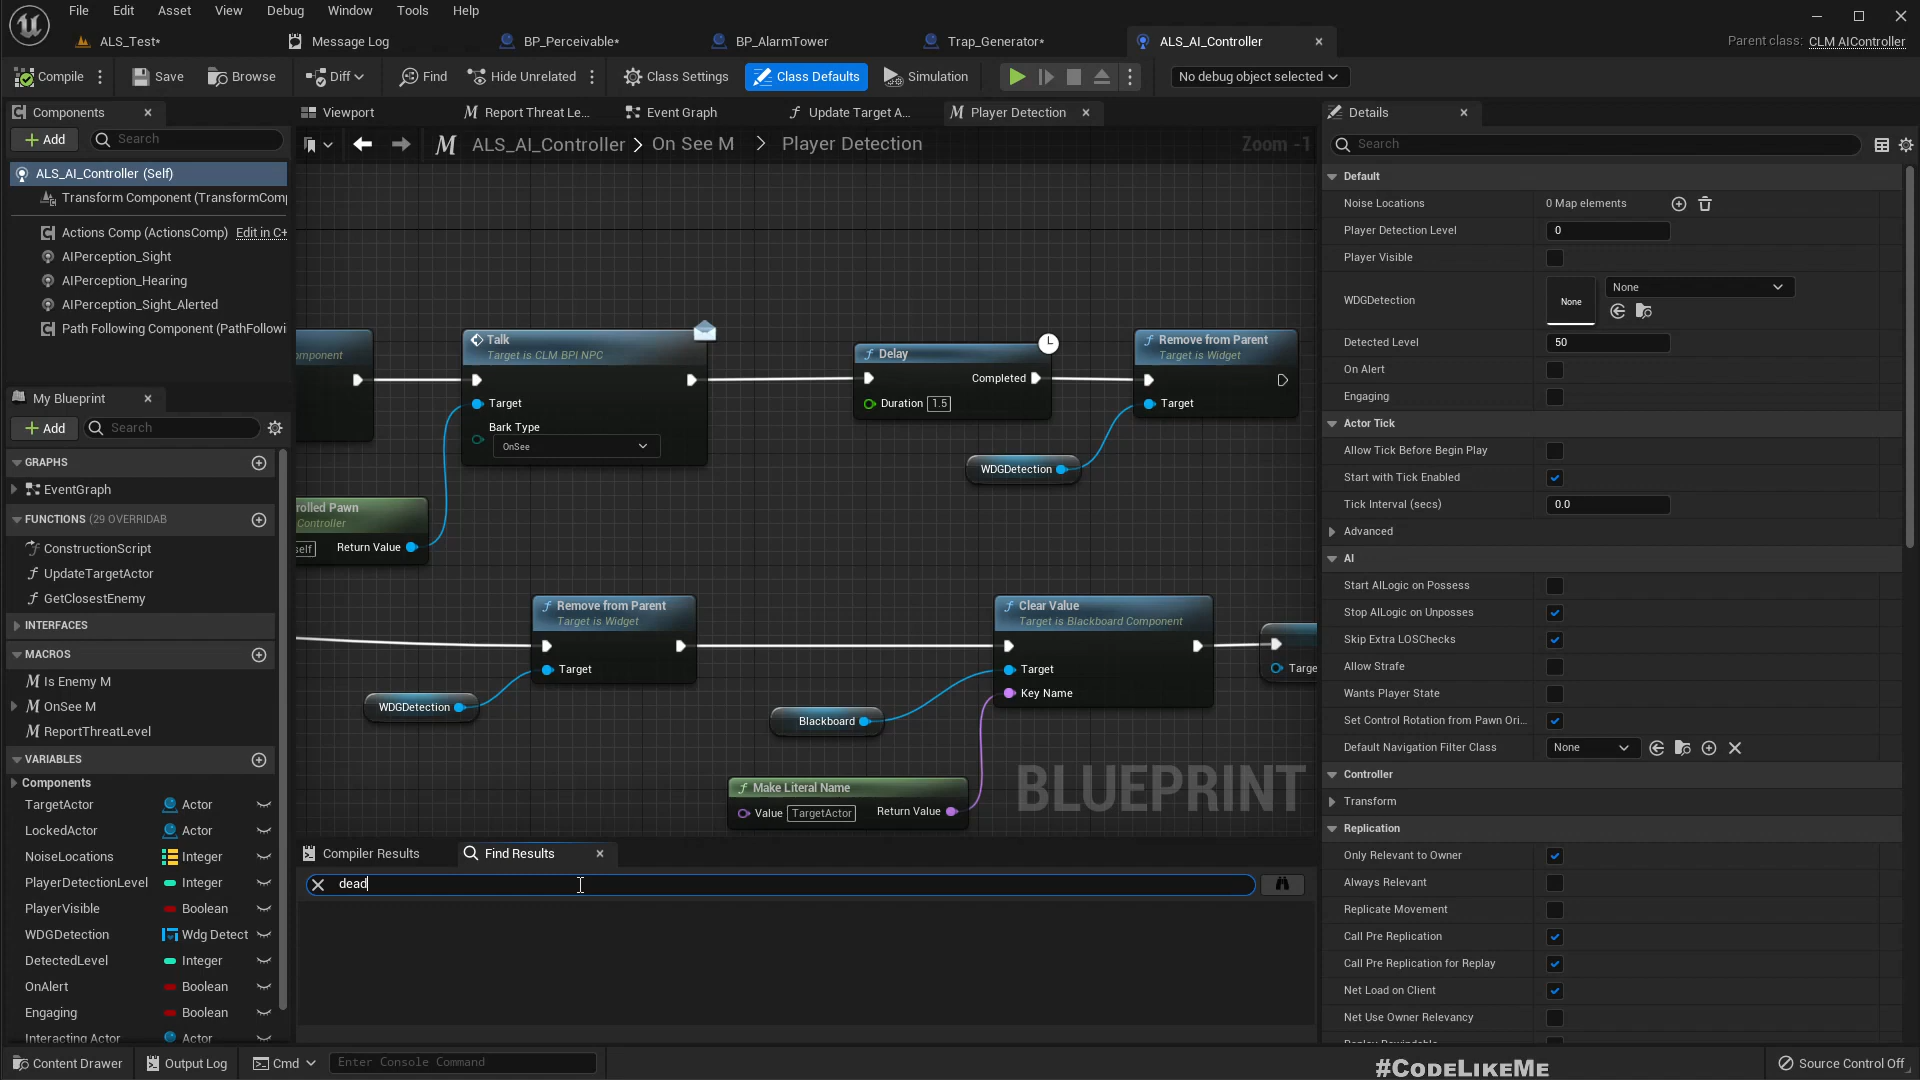 File Edit Asset View Debug Window Tools Help
ALS_Test* Message Log BP_Perceivable* BP_AlarmTower Trap_Generator* ALS_AI_Controller
Parent class: CLM AIController
Compile Save Browse Diff Find Hide Unrelated Class Settings Class Defaults Simulation No debug object selected
Components
Add Search
ALS_AI_Controller (Self)
Transform Component (TransformComp
Actions Comp (ActionsComp) Edit in C+
AIPerception_Sight
AIPerception_Hearing
AIPerception_Sight_Alerted
Path Following Component (PathFollowi
My Blueprint
Add Search
GRAPHS
EventGraph
FUNCTIONS (29 OVERRIDAB
ConstructionScript
UpdateTargetActor
GetClosestEnemy
INTERFACES
MACROS
Is Enemy M
OnSee M
ReportThreatLevel
VARIABLES
Components
TargetActor Actor
LockedActor Actor
NoiseLocations Integer
PlayerDetectionLevel Integer
PlayerVisible Boolean
WDGDetection Wdg Detect
DetectedLevel Integer
OnAlert Boolean
Engaging Boolean
Interacting Actor Actor
Viewport Report Threat Le... Event Graph Update Target A... Player Detection
ALS_AI_Controller > On See M > Player Detection
Zoom -1
omponent
Talk
Target is CLM BPI NPC
Target
Bark Type
OnSee
Delay
Completed
Duration 1.5
Remove from Parent
Target is Widget
Target
WDGDetection
rolled Pawn
Controller
self Return Value
Remove from Parent
Target is Widget
Target
WDGDetection
Clear Value
Target is Blackboard Component
Target
Key Name
Targe
Blackboard
Make Literal Name
Value TargetActor Return Value
BLUEPRINT
Compiler Results Find Results
dead
Details
Search
Default
Noise Locations 0 Map elements
Player Detection Level 0
Player Visible
WDGDetection None None
Detected Level 50
On Alert
Engaging
Actor Tick
Allow Tick Before Begin Play
Start with Tick Enabled
Tick Interval (secs) 0.0
Advanced
AI
Start AILogic on Possess
Stop AILogic on Unposses
Skip Extra LOSChecks
Allow Strafe
Wants Player State
Set Control Rotation from Pawn Ori...
Default Navigation Filter Class None
Controller
Transform
Replication
Only Relevant to Owner
Always Relevant
Replicate Movement
Call Pre Replication
Call Pre Replication for Replay
Net Load on Client
Net Use Owner Relevancy
Replay Rewindable
Content Drawer Output Log Cmd Enter Console Command
#CODELIKEME
Source Control Off